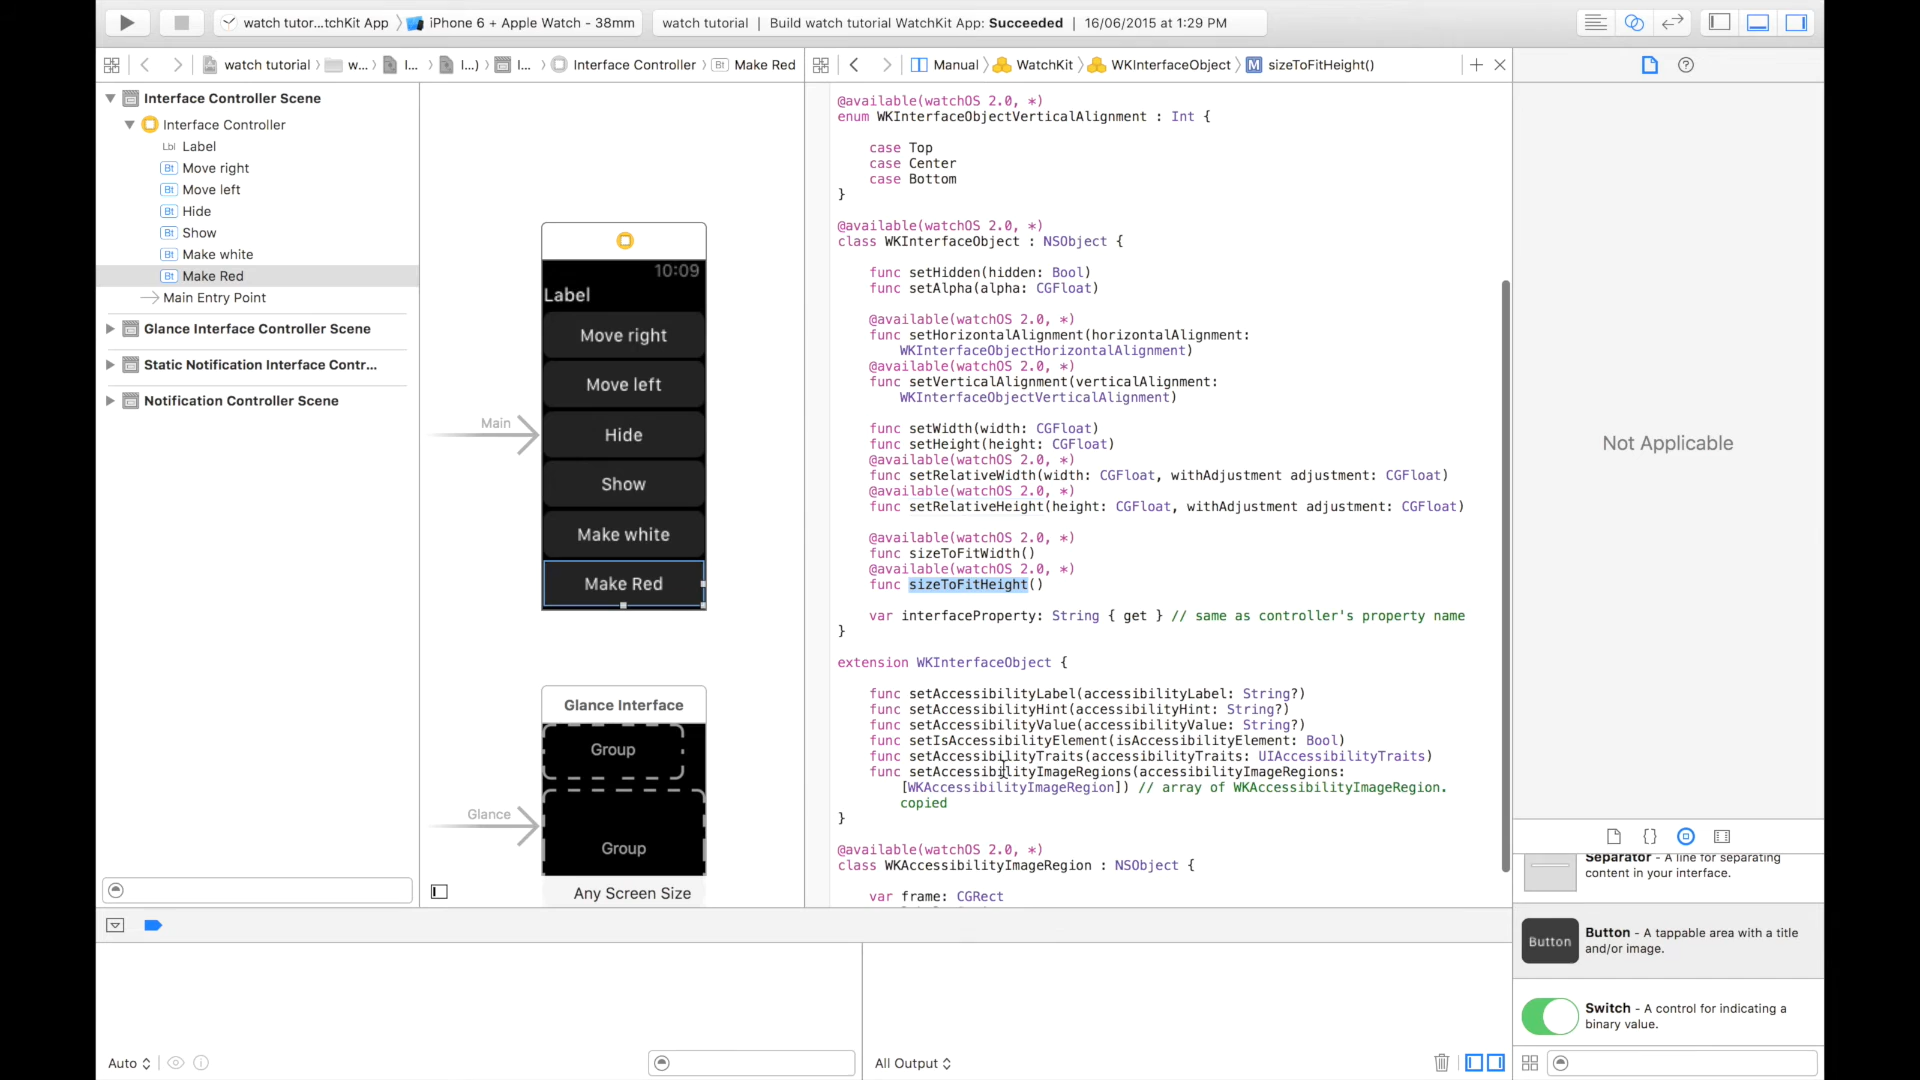 watch tutor...tchKit App
iPhone 6 + Apple Watch - 38mm
watch tutorial | Build watch tutorial WatchKit App: Succeeded | 16/06/2015 at 1:29 PM
watch tutorial
w...
I...
I...)
I...
Interface Controller
Bt Make Red
Manual
WatchKit
WKInterfaceObject
M sizeToFitHeight()
Interface Controller Scene
Interface Controller
Lbl Label
Bt Move right
Bt Move left
Bt Hide
Bt Show
Bt Make white
Bt Make Red
Main Entry Point
Glance Interface Controller Scene
Static Notification Interface Contr...
Notification Controller Scene
10:09
Label
Move right
Move left
Main
Hide
Show
Make white
Make Red
Glance Interface
Group
Glance
Group
Any Screen Size
@available(watchOS 2.0, *)
enum WKInterfaceObjectVerticalAlignment : Int {
case Top
case Center
case Bottom
}
@available(watchOS 2.0, *)
class WKInterfaceObject : NSObject {
func setHidden(hidden: Bool)
func setAlpha(alpha: CGFloat)
@available(watchOS 2.0, *)
func setHorizontalAlignment(horizontalAlignment:
WKInterfaceObjectHorizontalAlignment)
@available(watchOS 2.0, *)
func setVerticalAlignment(verticalAlignment:
WKInterfaceObjectVerticalAlignment)
func setWidth(width: CGFloat)
func setHeight(height: CGFloat)
@available(watchOS 2.0, *)
func setRelativeWidth(width: CGFloat, withAdjustment adjustment: CGFloat)
@available(watchOS 2.0, *)
func setRelativeHeight(height: CGFloat, withAdjustment adjustment: CGFloat)
@available(watchOS 2.0, *)
func sizeToFitWidth()
@available(watchOS 2.0, *)
func sizeToFitHeight()
var interfaceProperty: String { get } // same as controller's property name
}
extension WKInterfaceObject {
func setAccessibilityLabel(accessibilityLabel: String?)
func setAccessibilityHint(accessibilityHint: String?)
func setAccessibilityValue(accessibilityValue: String?)
func setIsAccessibilityElement(isAccessibilityElement: Bool)
func setAccessibilityTraits(accessibilityTraits: UIAccessibilityTraits)
func setAccessibilityImageRegions(accessibilityImageRegions:
[WKAccessibilityImageRegion]) // array of WKAccessibilityImageRegion.
copied
}
@available(watchOS 2.0, *)
class WKAccessibilityImageRegion : NSObject {
var frame: CGRect
Not Applicable
Separator - A line for separating
content in your interface.
Button
Button - A tappable area with a title
and/or image.
Switch - A control for indicating a
binary value.
Auto
All Output